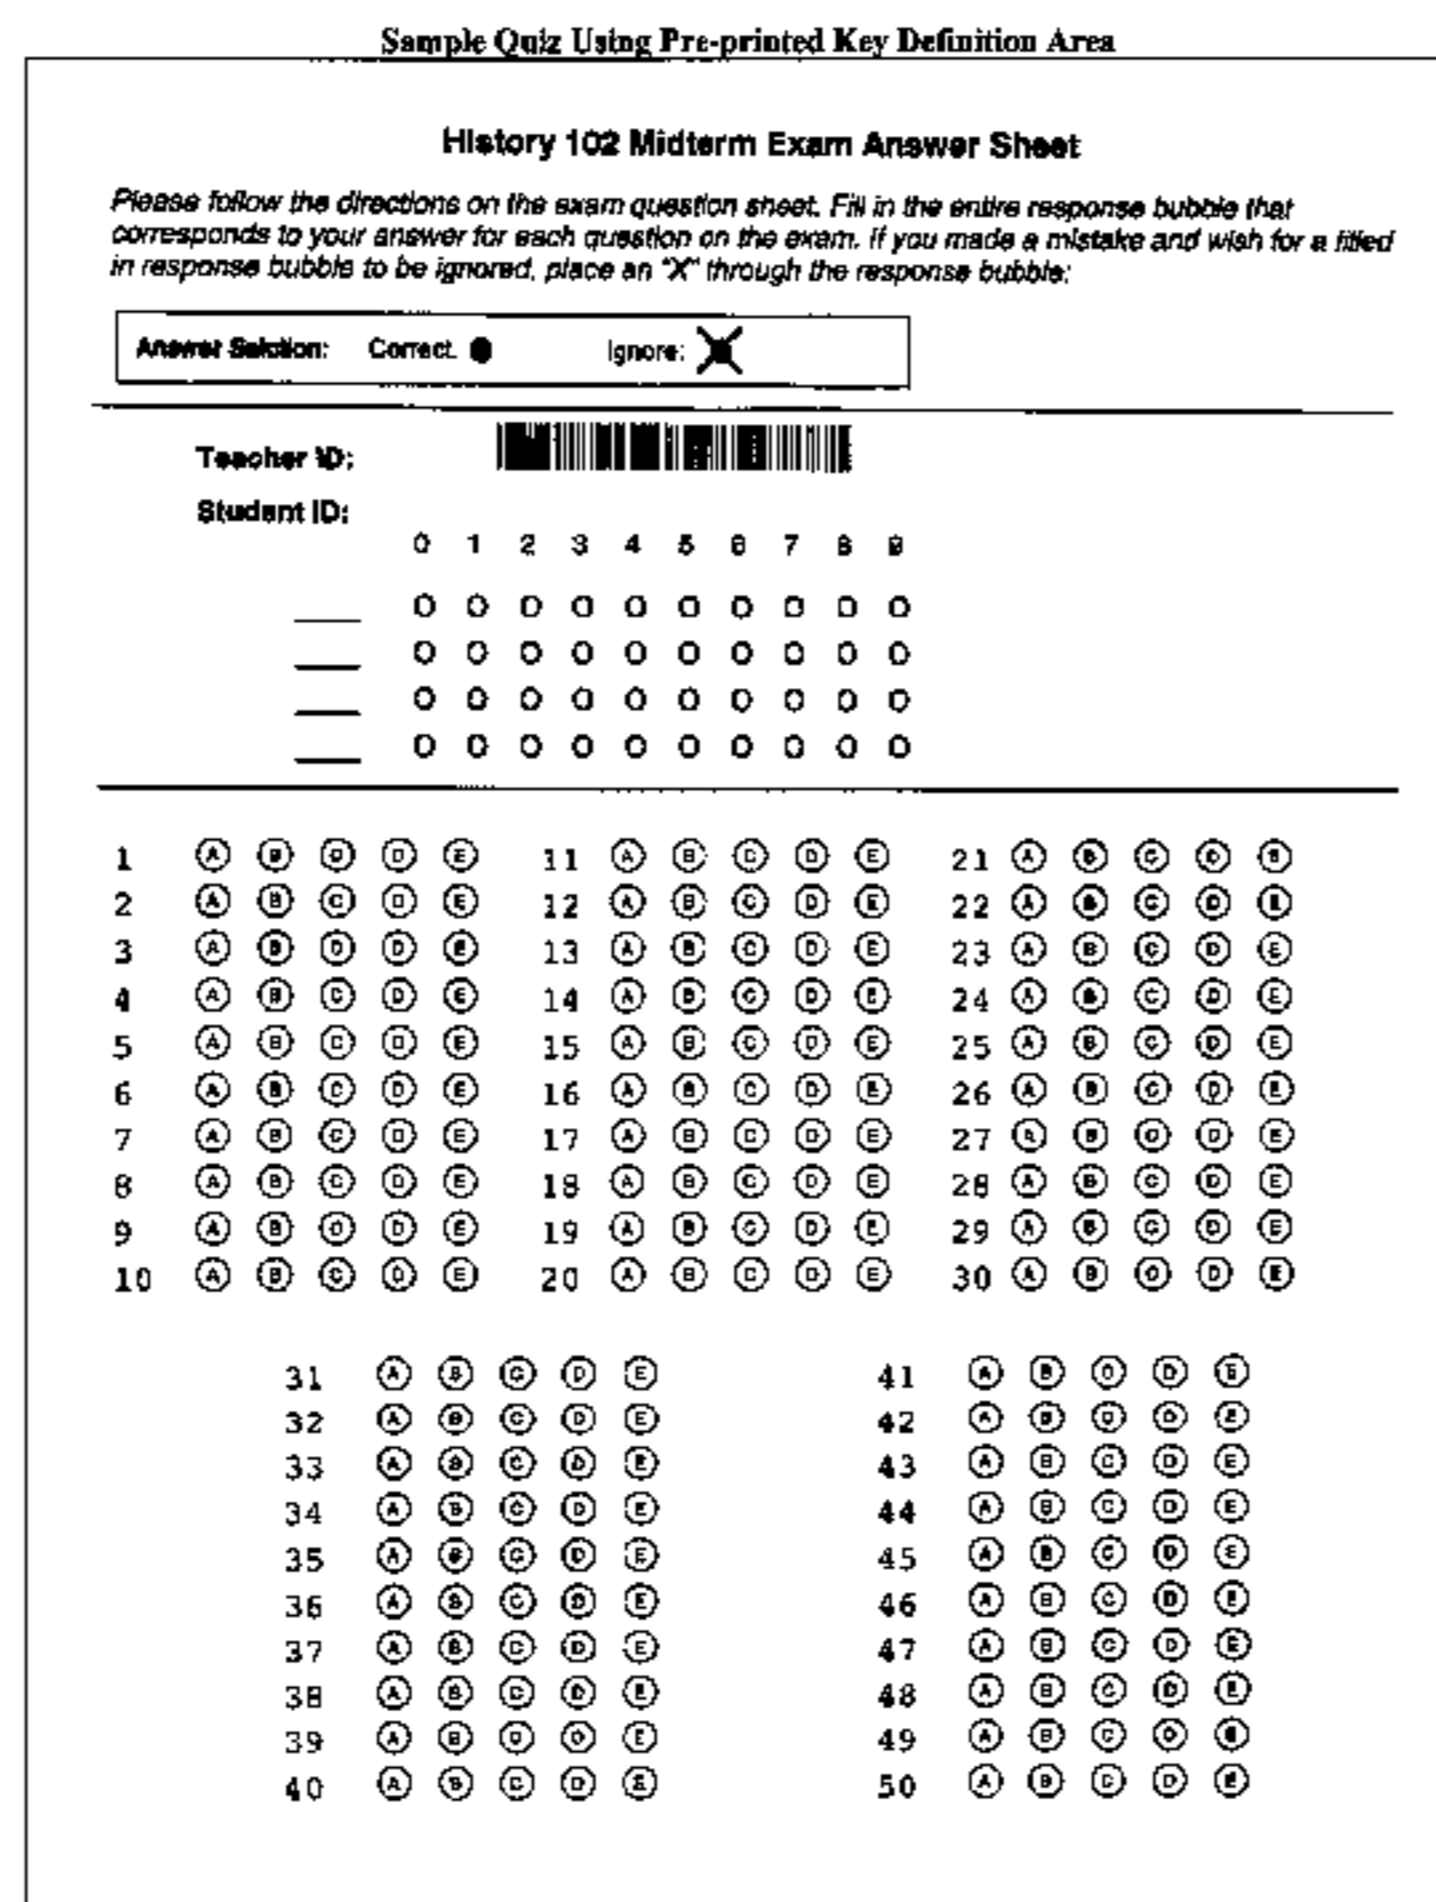 Sample Quiz Using Pre-printed Key Definition Area
History 102 Midterm Exam Answer Sheet
Please follow the directions on the exam question sheet. Fill in the entire response bubble that
corresponds to your answer for each question on the exam. If you made a mistake and wish for a filled
in response bubble to be ignored, place an "X" through the response bubble:
Answer Selction: Correct. Ignore:
Teacher ID:
Student ID:
0 1 2 3 4 5 6 7 8 9
1 A B C D E 11 A B C D E 21 A B C D E
2 A B C D E 12 A B C D E 22 A B C D E
3 A B C D E 13 A B C D E 23 A B C D E
4 A B C D E 14 A B C D E 24 A B C D E
5 A B C D E 15 A B C D E 25 A B C D E
6 A B C D E 16 A B C D E 26 A B C D E
7 A B C D E 17 A B C D E 27 A B C D E
8 A B C D E 18 A B C D E 28 A B C D E
9 A B C D E 19 A B C D E 29 A B C D E
10 A B C D E 20 A B C D E 30 A B C D E
31 A B C D E 41 A B C D E
32 A B C D E 42 A B C D E
33 A B C D E 43 A B C D E
34 A B C D E 44 A B C D E
35 A B C D E 45 A B C D E
36 A B C D E 46 A B C D E
37 A B C D E 47 A B C D E
38 A B C D E 48 A B C D E
39 A B C D E 49 A B C D E
40 A B C D E 50 A B C D E